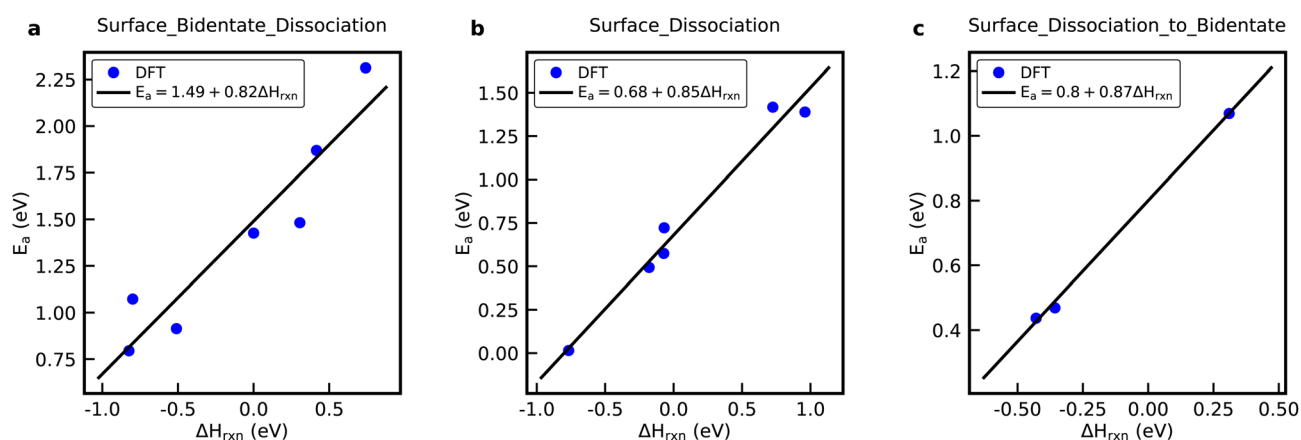 a Surface_Bidentate_Dissociation
DFT
Eₐ = 1.49 + 0.82ΔHᵣₓₙ
2.25
2.00
1.75
1.50
1.25
1.00
0.75
Eₐ (eV)
-1.0 -0.5 0.0 0.5
ΔHᵣₓₙ (eV)
b Surface_Dissociation
DFT
Eₐ = 0.68 + 0.85ΔHᵣₓₙ
1.50
1.25
1.00
0.75
0.50
0.25
0.00
Eₐ (eV)
-1.0 -0.5 0.0 0.5 1.0
ΔHᵣₓₙ (eV)
c Surface_Dissociation_to_Bidentate
DFT
Eₐ = 0.8 + 0.87ΔHᵣₓₙ
1.2
1.0
0.8
0.6
0.4
Eₐ (eV)
-0.50 -0.25 0.00 0.25 0.50
ΔHᵣₓₙ (eV)